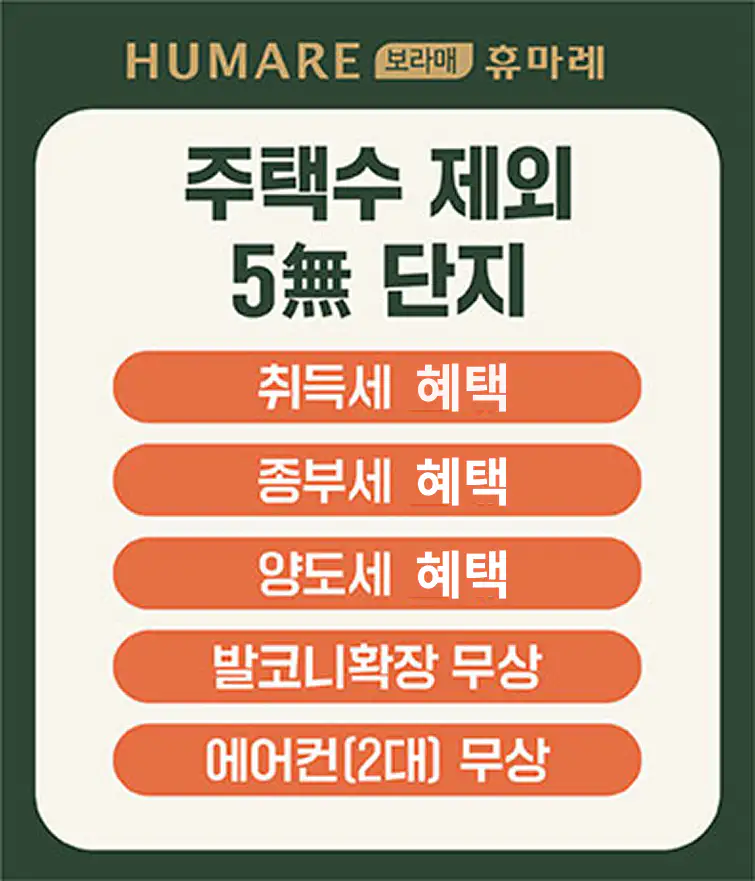 HUMARE 보라매 휴마레
주택수 제외
5無 단지
취득세 혜택
종부세 혜택
양도세 혜택
발코니확장 무상
에어컨(2대) 무상